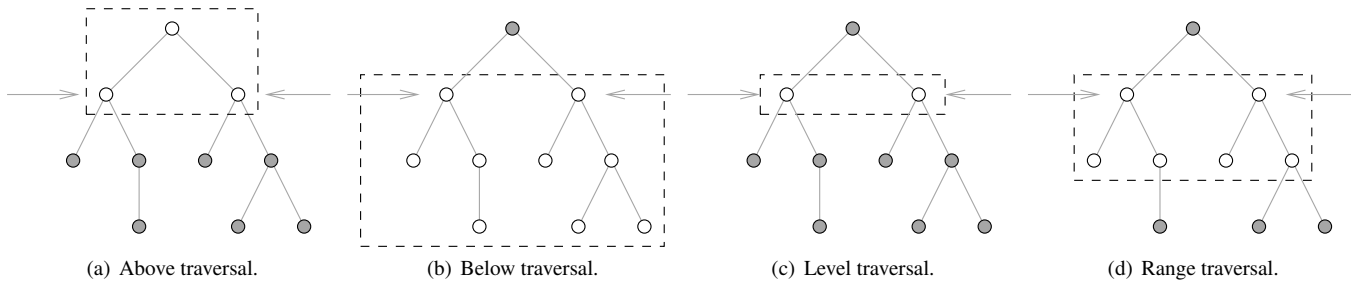 (a) Above traversal.
(b) Below traversal.
(c) Level traversal.
(d) Range traversal.